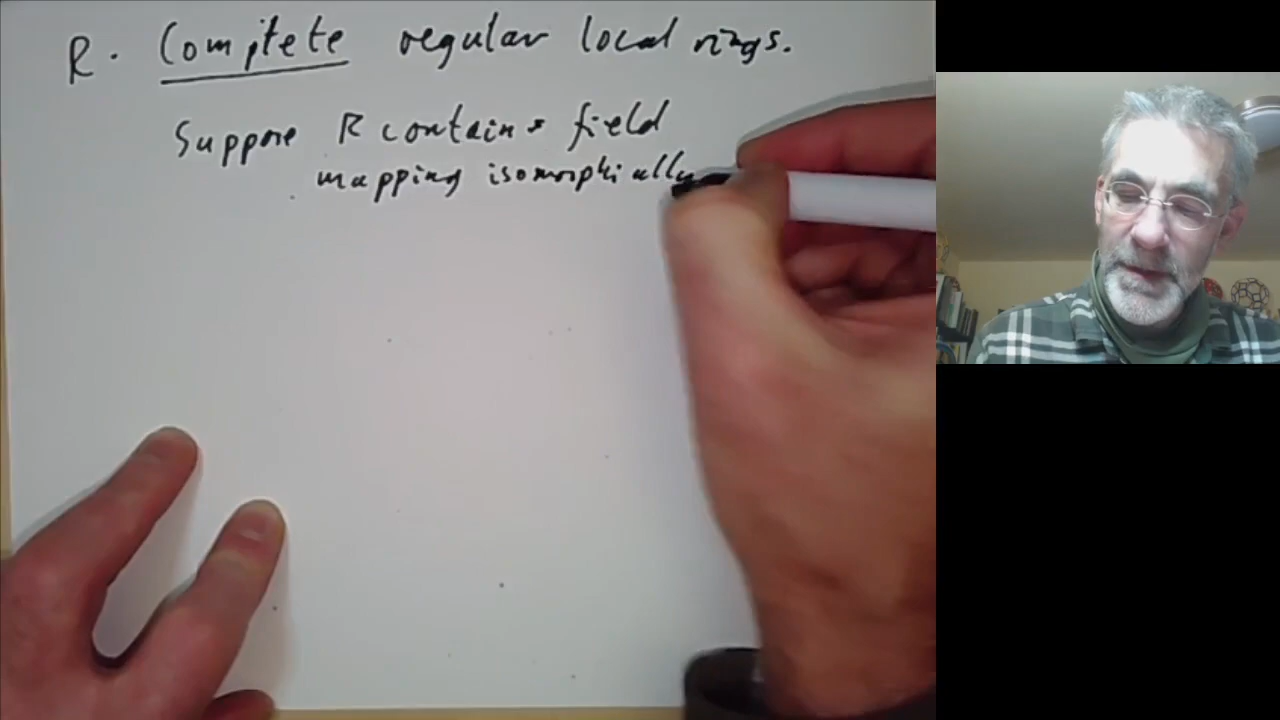 R. Complete regular local rings.
Suppose R contains field
mapping isomorphically